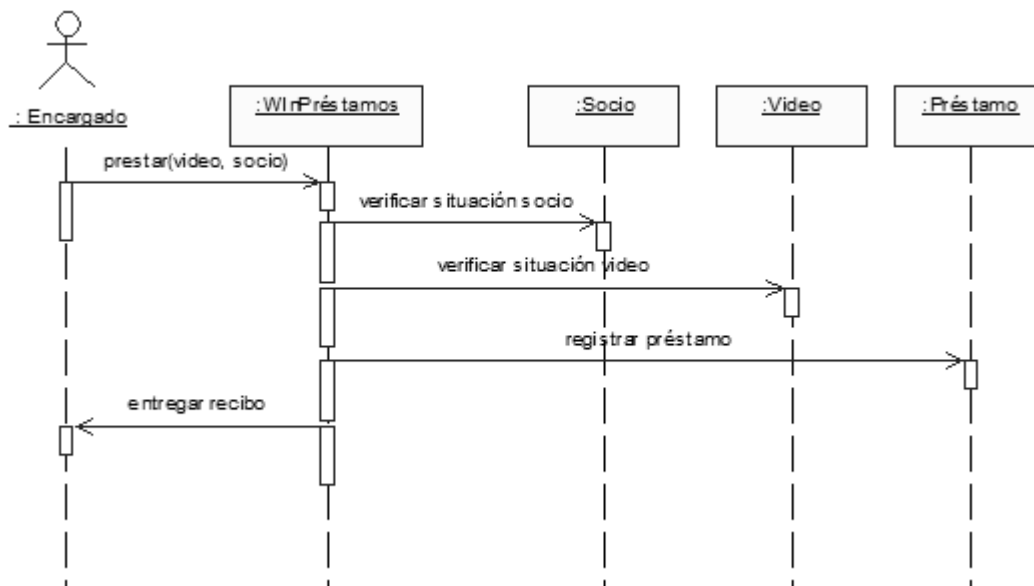 : Encargado
:WInPréstamos
:Socio
:Video
:Préstamo
prestar(video, socio)
verificar situación socio
verificar situación video
registrar préstamo
entregar recibo